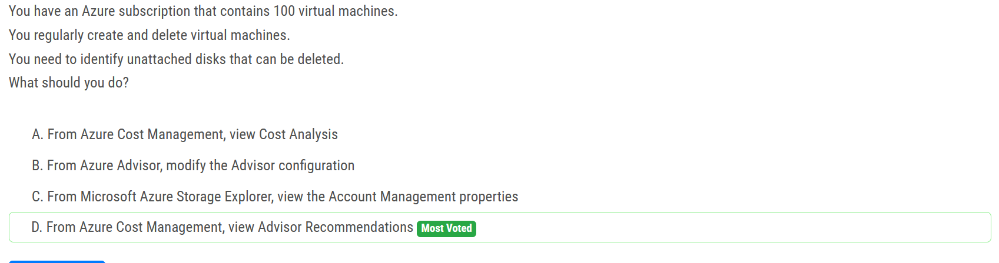 You have an Azure subscription that contains 100 virtual machines.
You regularly create and delete virtual machines.
You need to identify unattached disks that can be deleted.
What should you do?
A. From Azure Cost Management, view Cost Analysis
B. From Azure Advisor, modify the Advisor configuration
C. From Microsoft Azure Storage Explorer, view the Account Management properties
D. From Azure Cost Management, view Advisor Recommendations Most Voted